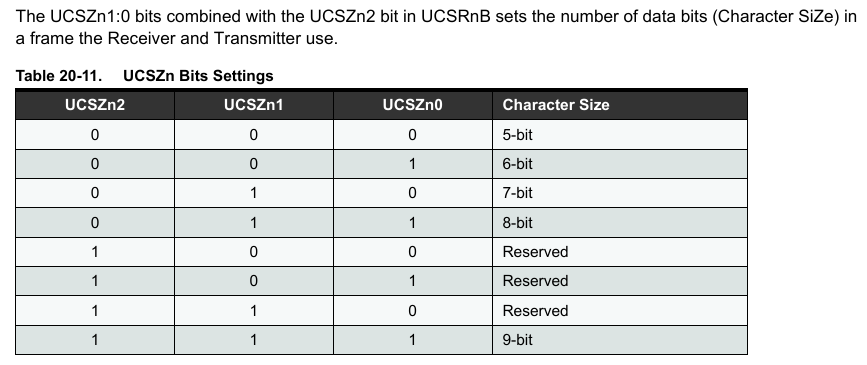 The UCSZn1:0 bits combined with the UCSZn2 bit in UCSRnB sets the number of data bits (Character SiZe) in
a frame the Receiver and Transmitter use.
Table 20-11. UCSZn Bits Settings
UCSZn2 UCSZn1 UCSZn0 Character Size
0 0 0 5-bit
0 0 1 6-bit
0 1 0 7-bit
0 1 1 8-bit
1 0 0 Reserved
1 0 1 Reserved
1 1 0 Reserved
1 1 1 9-bit